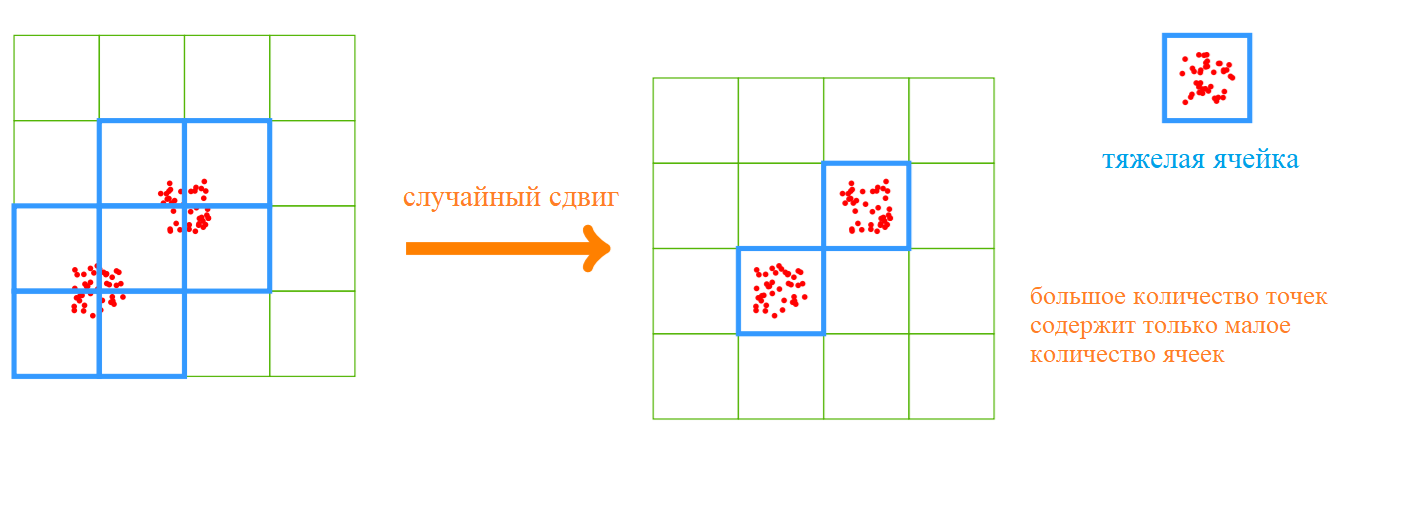 случайный сдвиг
тяжелая ячейка
большое количество точек
содержит только малое
количество ячеек